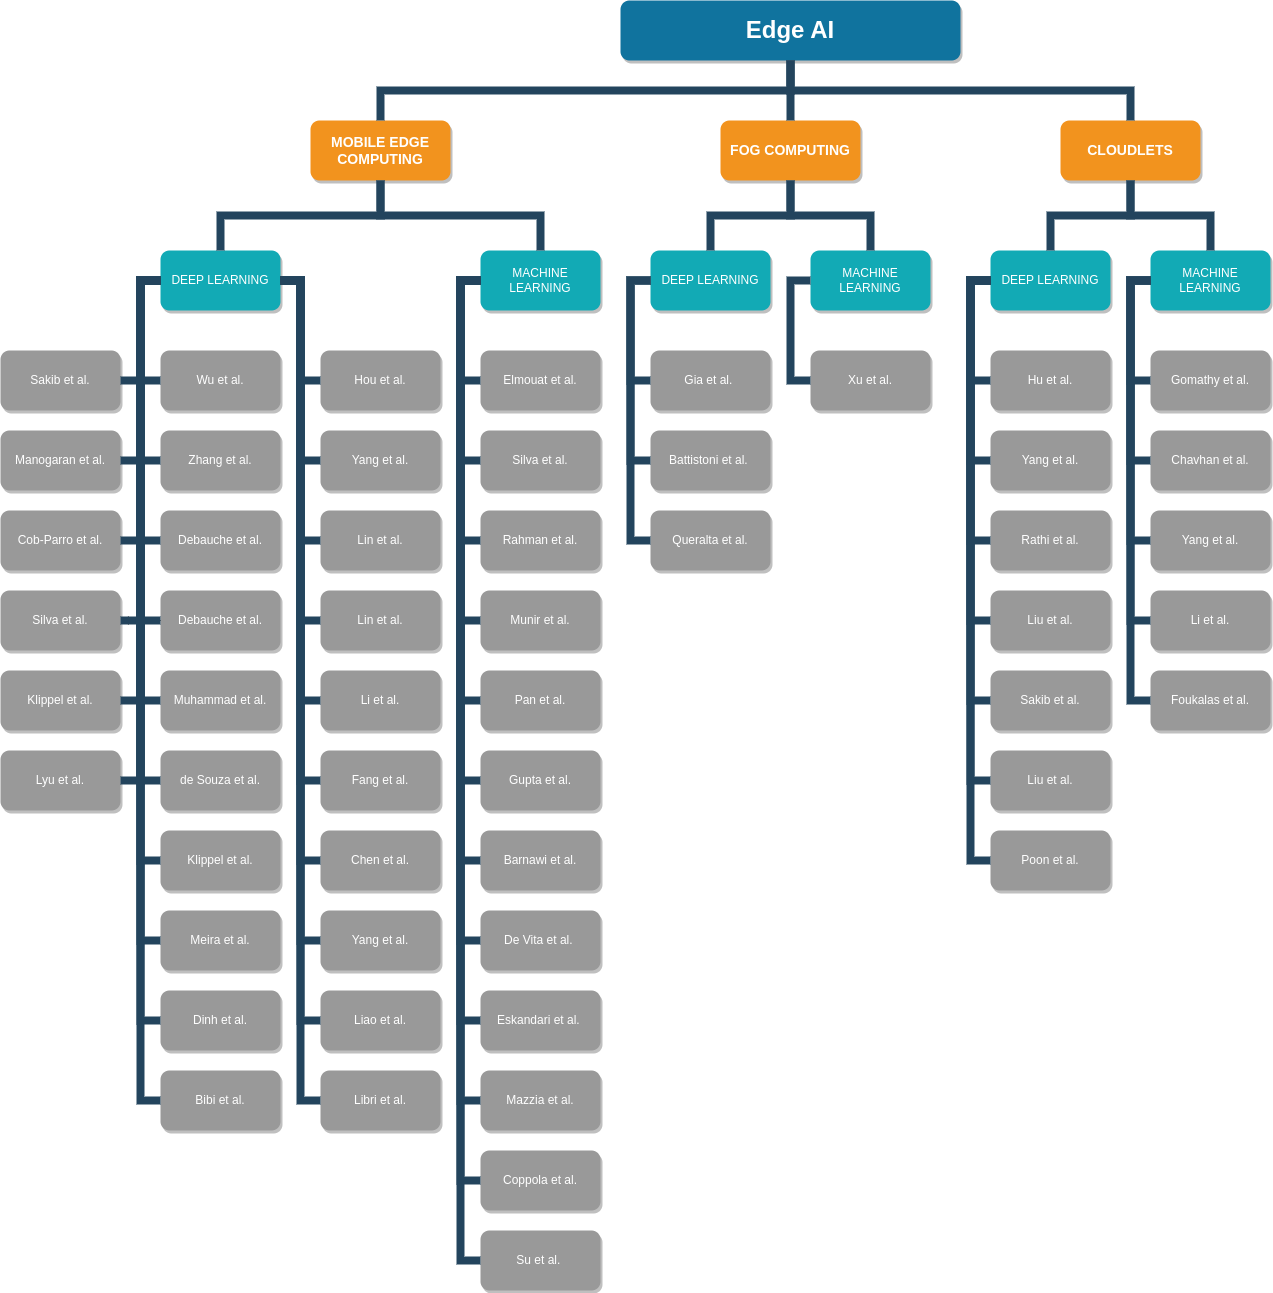 Edge AI
MOBILE EDGE
COMPUTING
FOG COMPUTING
CLOUDLETS
DEEP LEARNING
MACHINE
LEARNING
DEEP LEARNING
MACHINE
LEARNING
DEEP LEARNING
MACHINE
LEARNING
Sakib et al.
Wu et al.
Hou et al.
Elmouat et al.
Gia et al.
Xu et al.
Hu et al.
Gomathy et al.
Manogaran et al.
Zhang et al.
Yang et al.
Silva et al.
Battistoni et al.
Yang et al.
Chavhan et al.
Cob-Parro et al.
Debauche et al.
Lin et al.
Rahman et al.
Queralta et al.
Rathi et al.
Yang et al.
Silva et al.
Debauche et al.
Lin et al.
Munir et al.
Liu et al.
Li et al.
Klippel et al.
Muhammad et al.
Li et al.
Pan et al.
Sakib et al.
Foukalas et al.
Lyu et al.
de Souza et al.
Fang et al.
Gupta et al.
Liu et al.
Klippel et al.
Chen et al.
Barnawi et al.
Poon et al.
Meira et al.
Yang et al.
De Vita et al.
Dinh et al.
Liao et al.
Eskandari et al.
Bibi et al.
Libri et al.
Mazzia et al.
Coppola et al.
Su et al.